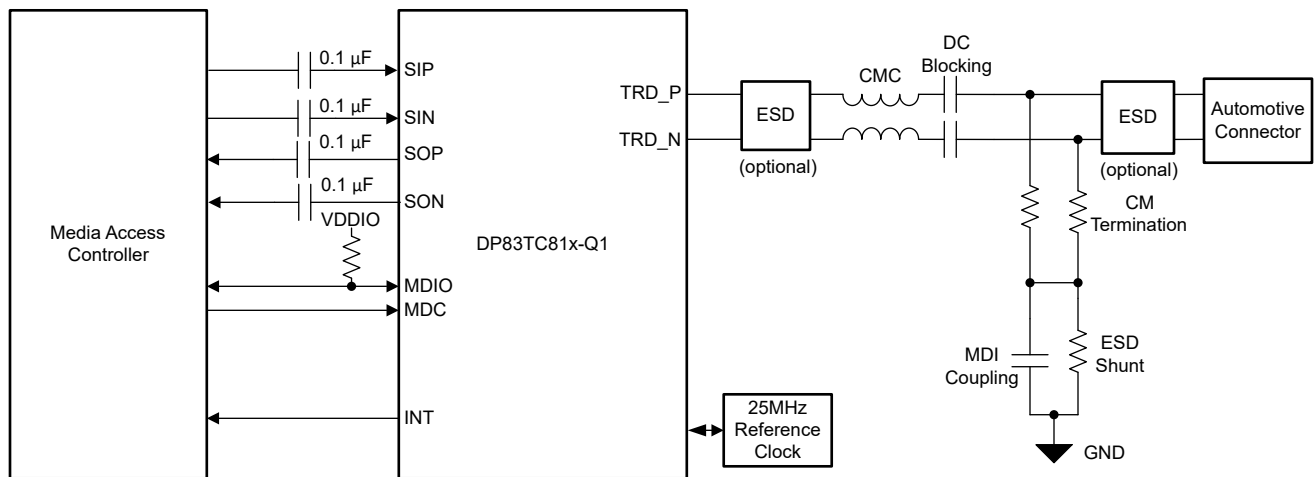 Media Access
Controller
0.1 µF
0.1 µF
0.1 µF
0.1 µF
VDDIO
SIP
SIN
SOP
SON
MDIO
MDC
INT
DP83TC81x-Q1
TRD_P
TRD_N
25MHz
Reference
Clock
ESD
(optional)
CMC
DC
Blocking
ESD
(optional)
Automotive
Connector
CM
Termination
MDI
Coupling
ESD
Shunt
GND